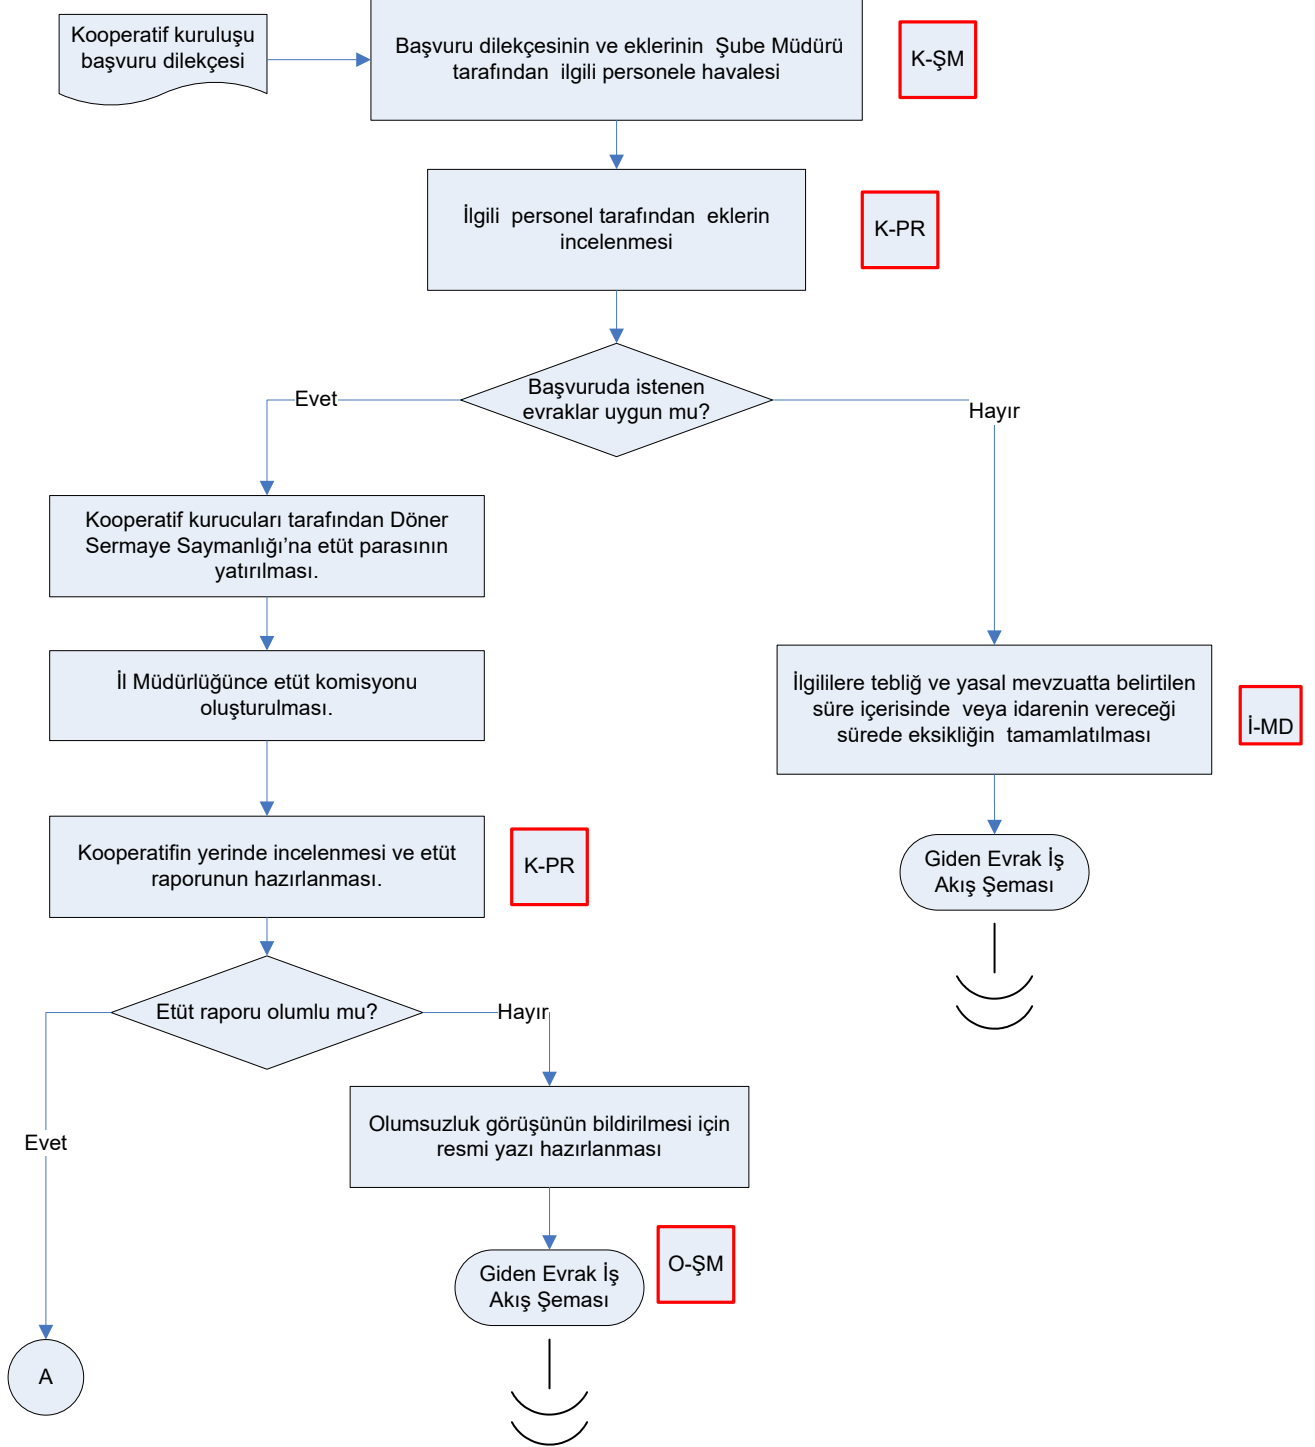 Kooperatif kuruluşu
başvuru dilekçesi
Başvuru dilekçesinin ve eklerinin Şube Müdürü
tarafından ilgili personele havalesi
K-ŞM
İlgili personel tarafından eklerin
incelenmesi
K-PR
Başvuruda istenen
evraklar uygun mu?
Evet
Hayır
Kooperatif kurucuları tarafından Döner
Sermaye Saymanlığı’na etüt parasının
yatırılması.
İl Müdürlüğünce etüt komisyonu
oluşturulması.
İlgililere tebliğ ve yasal mevzuatta belirtilen
süre içerisinde veya idarenin vereceği
sürede eksikliğin tamamlatılması
İ-MD
Kooperatifin yerinde incelenmesi ve etüt
raporunun hazırlanması.
K-PR
Giden Evrak İş
Akış Şeması
Etüt raporu olumlu mu?
Hayır
Evet
Olumsuzluk görüşünün bildirilmesi için
resmi yazı hazırlanması
O-ŞM
Giden Evrak İş
Akış Şeması
A